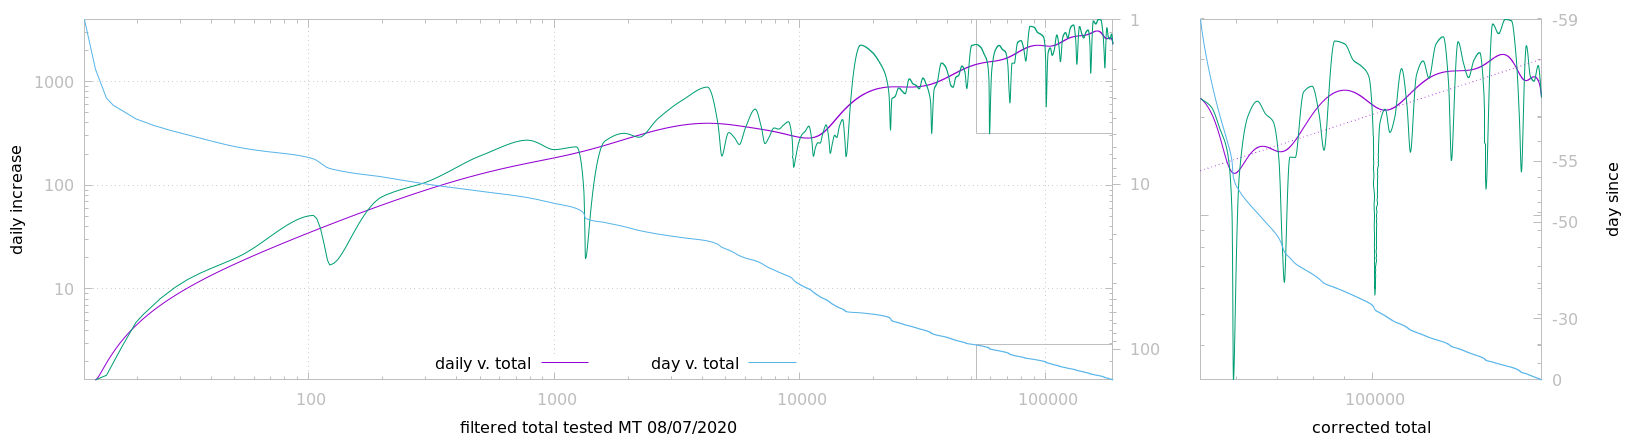 daily increase
1000
100
10
100
1000
10000
100000
1
10
100
daily v. total
day v. total
filtered total tested MT 08/07/2020
-59
-55
-50
-30
0
day since
100000
corrected total